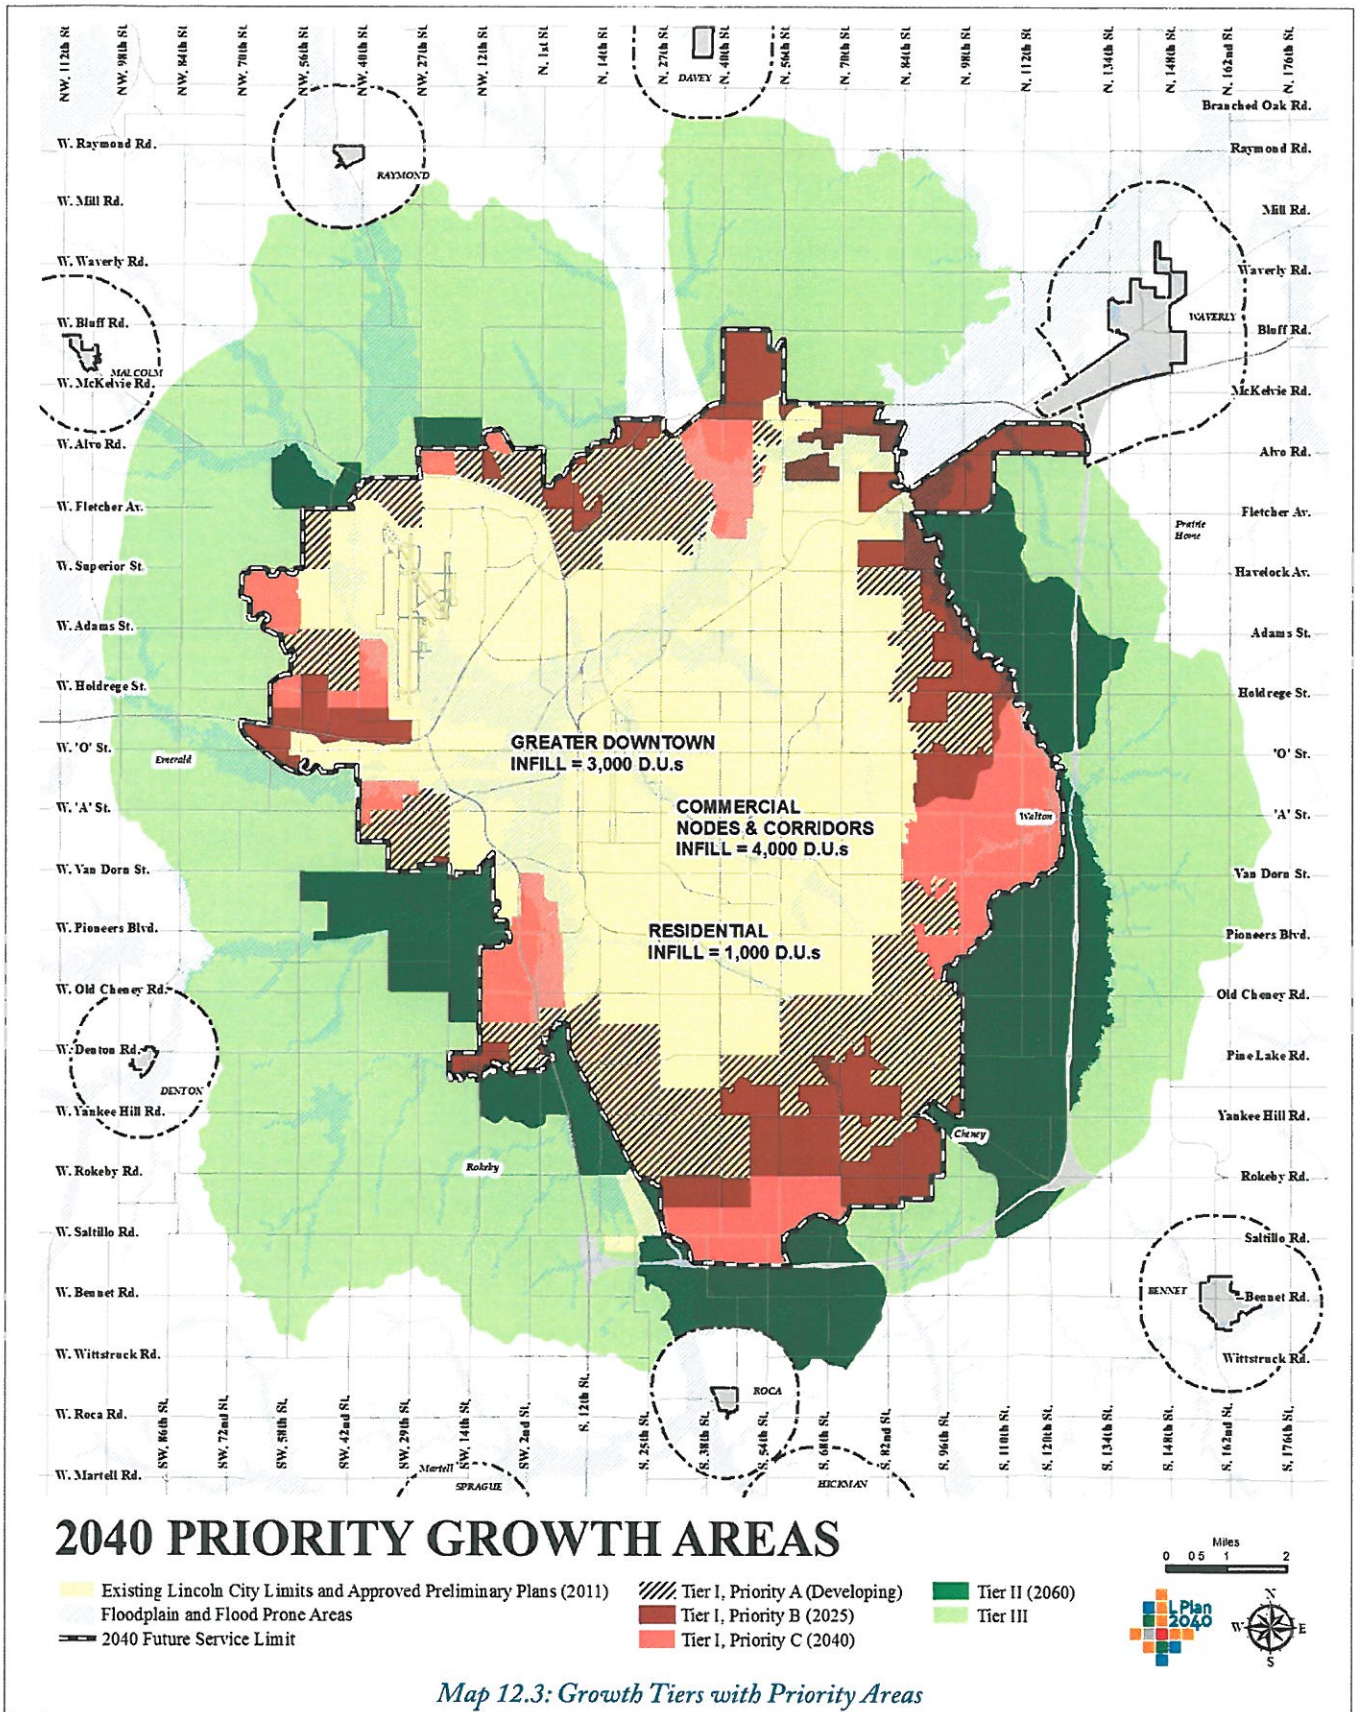 NW. 112th St.
NW. 98th St.
NW. 84th St.
NW. 70th St.
NW. 56th St.
NW. 40th St.
NW. 27th St.
NW. 12th St.
N. 1st St.
N. 14th St.
N. 27th St.
N. 40th St.
N. 56th St.
N. 70th St.
N. 84th St.
N. 98th St.
N. 112th St.
N. 134th St.
N. 148th St.
N. 162nd St.
N. 176th St.
DAVEY
Branched Oak Rd.
W. Raymond Rd.
Raymond Rd.
RAYMOND
W. Mill Rd.
Mill Rd.
W. Waverly Rd.
Waverly Rd.
W. Bluff Rd.
WAVERLY
Bluff Rd.
MALCOLM
W. McKelvie Rd.
McKelvie Rd.
W. Alvo Rd.
Alvo Rd.
W. Fletcher Av.
Fletcher Av.
Prairie
Home
W. Superior St.
Havelock Av.
W. Adams St.
Adams St.
W. Holdrege St.
Holdrege St.
W. 'O' St.
'O' St.
Emerald
GREATER DOWNTOWN
INFILL = 3,000 D.U.s
W. 'A' St.
'A' St.
COMMERCIAL
NODES & CORRIDORS
INFILL = 4,000 D.U.s
Walton
W. Van Dorn St.
Van Dorn St.
W. Pioneers Blvd.
Pioneers Blvd.
RESIDENTIAL
INFILL = 1,000 D.U.s
W. Old Cheney Rd.
Old Cheney Rd.
W. Denton Rd.
Pine Lake Rd.
DENTON
W. Yankee Hill Rd.
Yankee Hill Rd.
Cheney
Rokeby
W. Rokeby Rd.
Rokeby Rd.
W. Saltillo Rd.
Saltillo Rd.
W. Bennet Rd.
BENNET
Bennet Rd.
W. Wittstruck Rd.
Wittstruck Rd.
ROCA
W. Roca Rd.
W. Martell Rd.
SW. 86th St.
SW. 72nd St.
SW. 58th St.
SW. 42nd St.
SW. 29th St.
SW. 14th St.
SW. 2nd St.
S. 12th St.
S. 25th St.
S. 38th St.
S. 54th St.
S. 68th St.
S. 82nd St.
S. 96th St.
S. 110th St.
S. 120th St.
S. 134th St.
S. 148th St.
S. 162nd St.
S. 176th St.
Martell
SPRAGUE
HICKMAN
2040 PRIORITY GROWTH AREAS
Miles
0 0.5 1 2
Existing Lincoln City Limits and Approved Preliminary Plans (2011)
Floodplain and Flood Prone Areas
2040 Future Service Limit
Tier I, Priority A (Developing)
Tier I, Priority B (2025)
Tier I, Priority C (2040)
Tier II (2060)
Tier III
LPlan
2040
N
W E
S
Map 12.3: Growth Tiers with Priority Areas